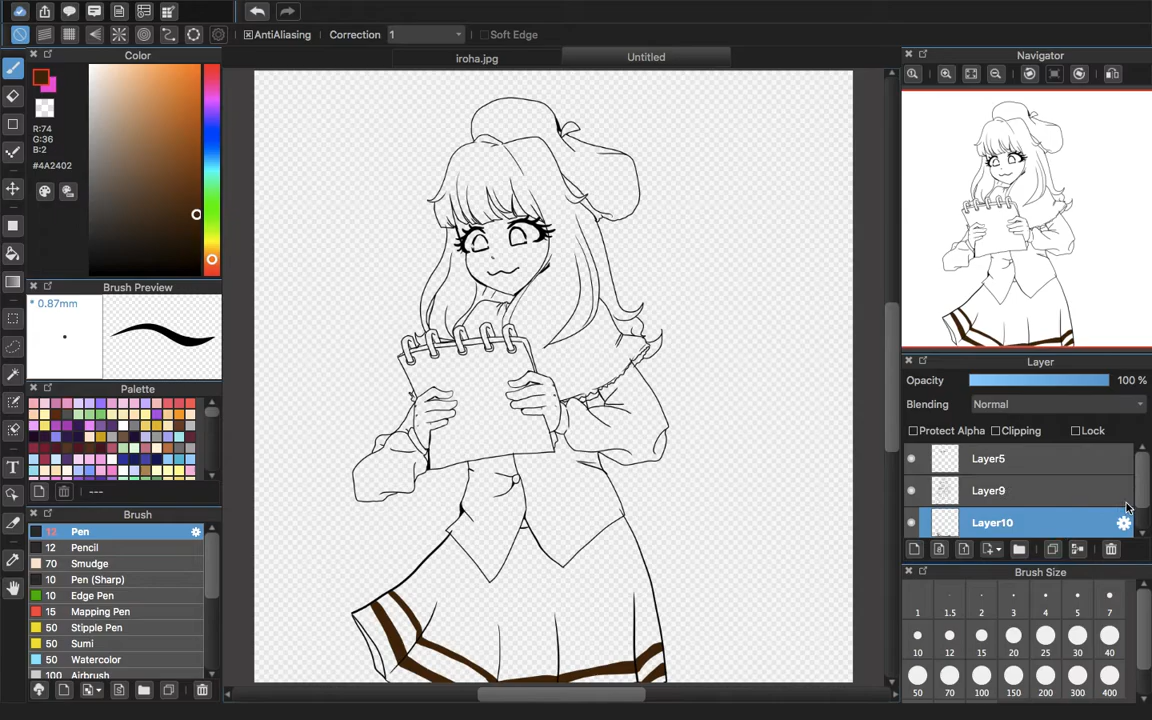 AntiAliasing Correction 1 Soft Edge
Color
iroha.jpg
Untitled
Navigator
R:74
G:36
B:2
#4A2402
Brush Preview
* 0.87mm
Palette
---
Brush
12 Pen
12 Pencil
70 Smudge
10 Pen (Sharp)
10 Edge Pen
15 Mapping Pen
50 Stipple Pen
50 Sumi
50 Watercolor
100 Airbrush
Layer
Opacity 100 %
Blending Normal
Protect Alpha Clipping Lock
Layer5
Layer9
Layer10
Brush Size
1 1.5 2 3 4 5 7
10 12 15 20 25 30 40
50 70 100 150 200 300 400
T